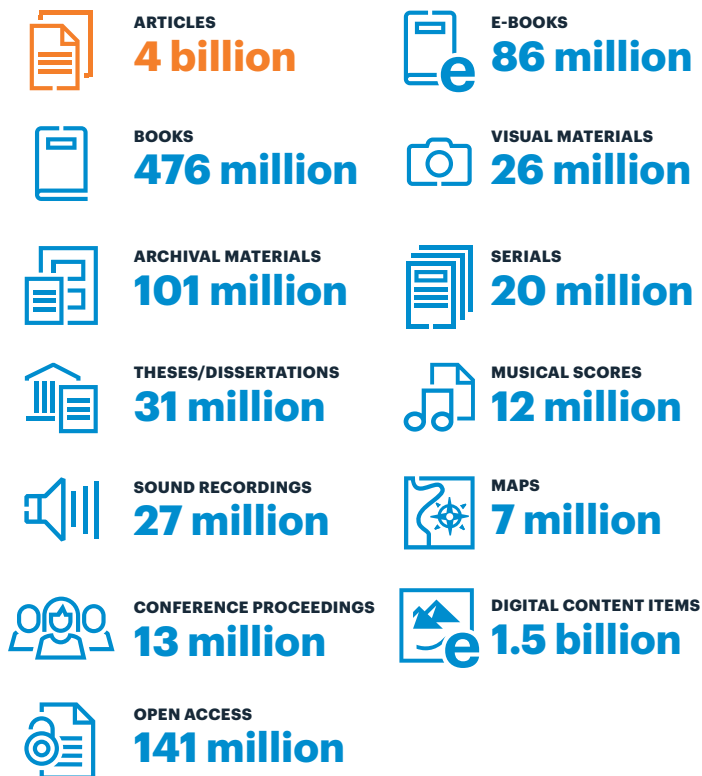 ARTICLES
4 billion
E-BOOKS
86 million
BOOKS
476 million
VISUAL MATERIALS
26 million
ARCHIVAL MATERIALS
101 million
SERIALS
20 million
THESES/DISSERTATIONS
31 million
MUSICAL SCORES
12 million
SOUND RECORDINGS
27 million
MAPS
7 million
CONFERENCE PROCEEDINGS
13 million
DIGITAL CONTENT ITEMS
1.5 billion
OPEN ACCESS
141 million